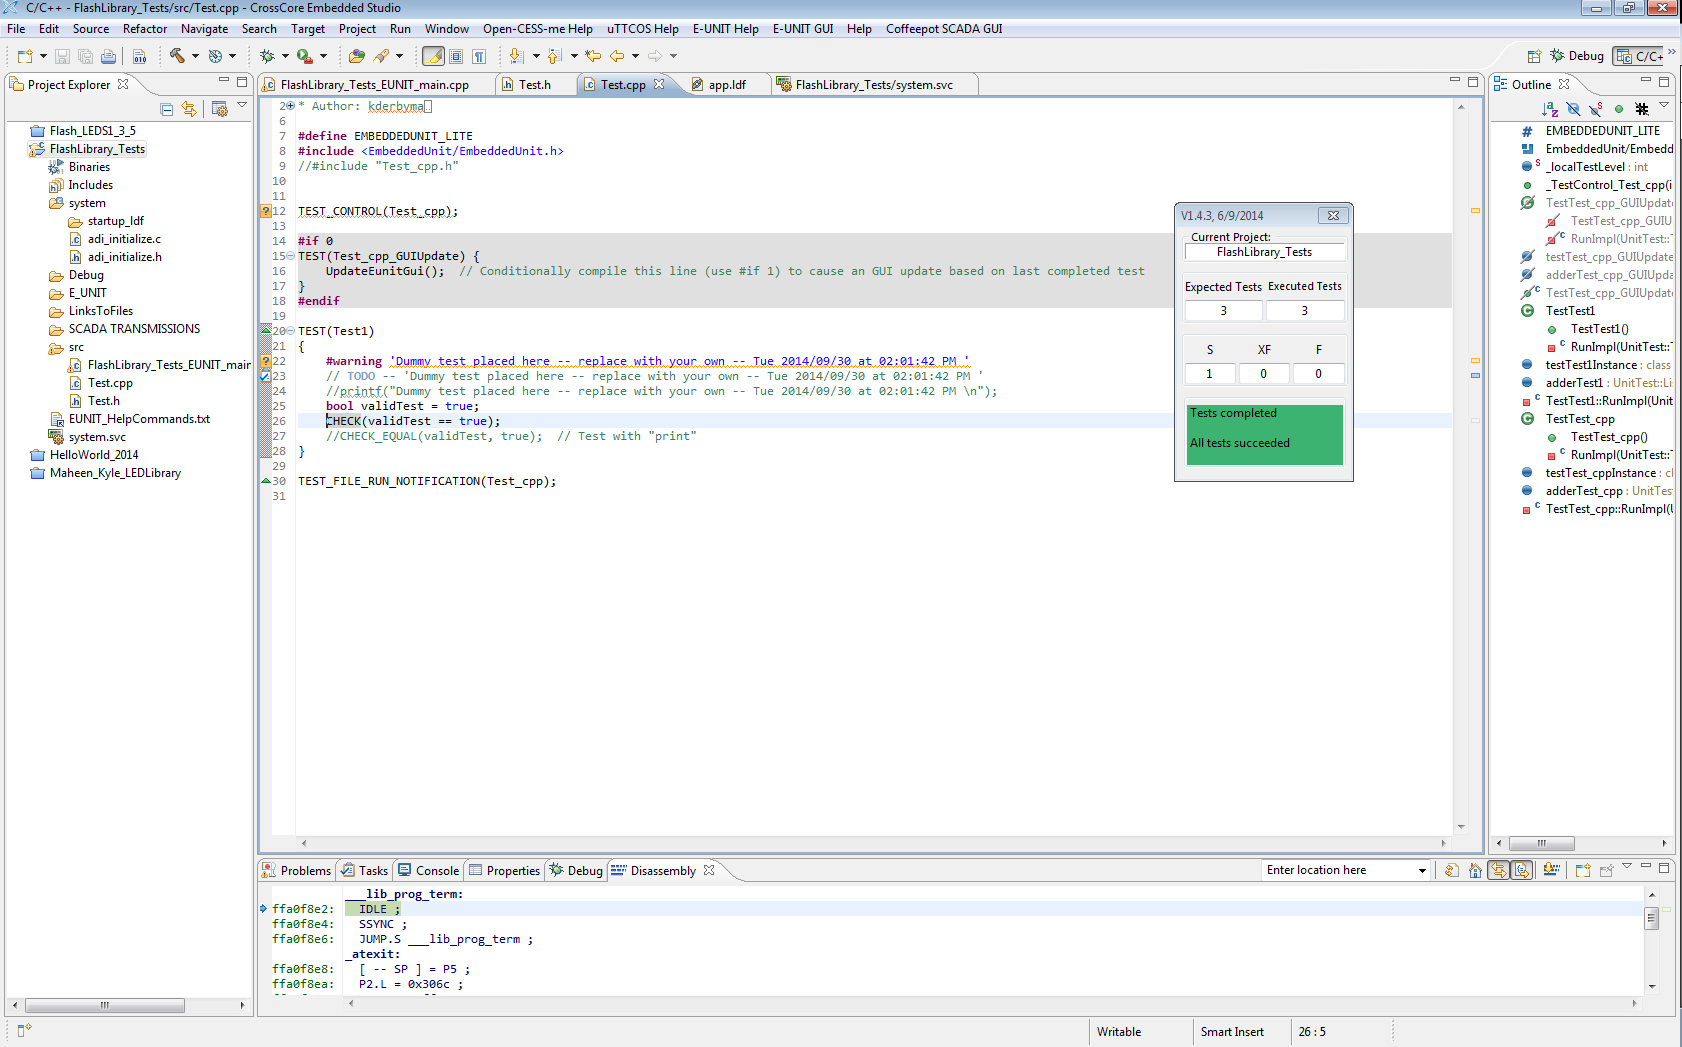 C/C++ - FlashLibrary_Tests/src/Test.cpp - CrossCore Embedded Studio
File Edit Source Refactor Navigate Search Target Project Run Window Open-CESS-me Help uTTCOS Help E-UNIT Help E-UNIT GUI Help Coffeepot SCADA GUI
Debug C/C+
Project Explorer
Flash_LEDS1_3_5
FlashLibrary_Tests
Binaries
Includes
system
startup_ldf
adi_initialize.c
adi_initialize.h
Debug
E_UNIT
LinksToFiles
SCADA TRANSMISSIONS
src
FlashLibrary_Tests_EUNIT_main
Test.cpp
Test.h
EUNIT_HelpCommands.txt
system.svc
HelloWorld_2014
Maheen_Kyle_LEDLibrary
FlashLibrary_Tests_EUNIT_main.cpp Test.h Test.cpp app.ldf FlashLibrary_Tests/system.svc
2 * Author: kderbyma
6
7 #define EMBEDDEDUNIT_LITE
8 #include <EmbeddedUnit/EmbeddedUnit.h>
9 //#include "Test_cpp.h"
10
11
12 TEST_CONTROL(Test_cpp);
13
14 #if 0
15 TEST(Test_cpp_GUIUpdate) {
16 UpdateEunitGui(); // Conditionally compile this line (use #if 1) to cause an GUI update based on last completed test
17 }
18 #endif
19
20 TEST(Test1)
21 {
22 #warning 'Dummy test placed here -- replace with your own -- Tue 2014/09/30 at 02:01:42 PM '
23 // TODO -- 'Dummy test placed here -- replace with your own -- Tue 2014/09/30 at 02:01:42 PM '
24 //printf("Dummy test placed here -- replace with your own -- Tue 2014/09/30 at 02:01:42 PM \n");
25 bool validTest = true;
26 CHECK(validTest == true);
27 //CHECK_EQUAL(validTest, true); // Test with "print"
28 }
29
30 TEST_FILE_RUN_NOTIFICATION(Test_cpp);
31
V1.4.3, 6/9/2014
Current Project:
FlashLibrary_Tests
Expected Tests Executed Tests
3 3
S XF F
1 0 0
Tests completed
All tests succeeded
Outline
EMBEDDEDUNIT_LITE
EmbeddedUnit/Embedd
_localTestLevel : int
_TestControl_Test_cpp(i
TestTest_cpp_GUIUpdate
TestTest_cpp_GUIU
RunImpl(UnitTest::T
testTest_cpp_GUIUpdate
adderTest_cpp_GUIUpda
TestTest_cpp_GUIUpdate
TestTest1
TestTest1()
RunImpl(UnitTest::T
testTest1Instance : class
adderTest1 : UnitTest::Li
TestTest1::RunImpl(Unit
TestTest_cpp
TestTest_cpp()
RunImpl(UnitTest::T
testTest_cppInstance : cl
adderTest_cpp : UnitTes
TestTest_cpp::RunImpl(U
Problems Tasks Console Properties Debug Disassembly
Enter location here
___lib_prog_term:
ffa0f8e2: IDLE ;
ffa0f8e4: SSYNC ;
ffa0f8e6: JUMP.S ___lib_prog_term ;
_atexit:
ffa0f8e8: [ -- SP ] = P5 ;
ffa0f8ea: P2.L = 0x306c ;
Writable Smart Insert 26 : 5